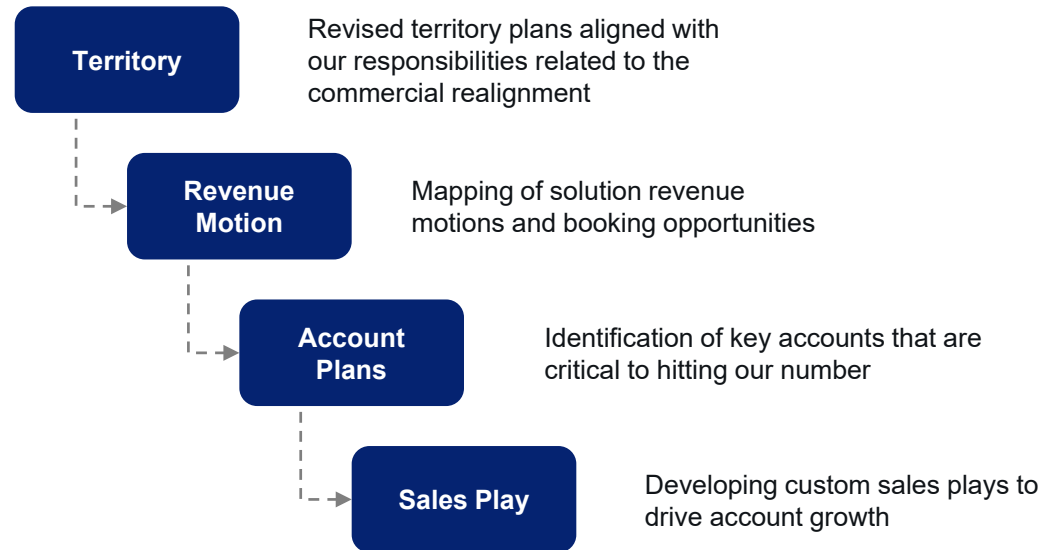 Territory
Revised territory plans aligned with
our responsibilities related to the
commercial realignment
Revenue
Motion
Mapping of solution revenue
motions and booking opportunities
Account
Plans
Identification of key accounts that are
critical to hitting our number
Sales Play
Developing custom sales plays to
drive account growth